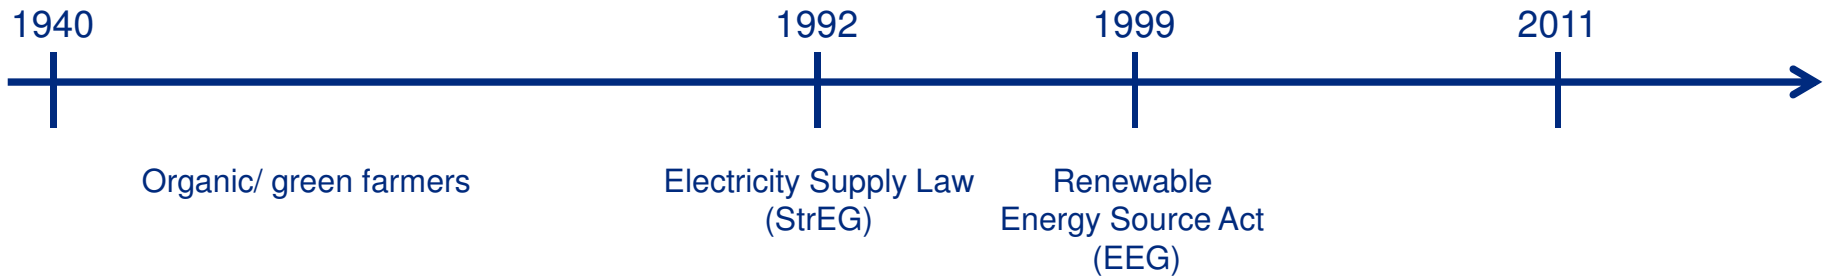 1940 1992 1999 2011
Organic/ green farmers
Electricity Supply Law
(StrEG)
Renewable
Energy Source Act
(EEG)